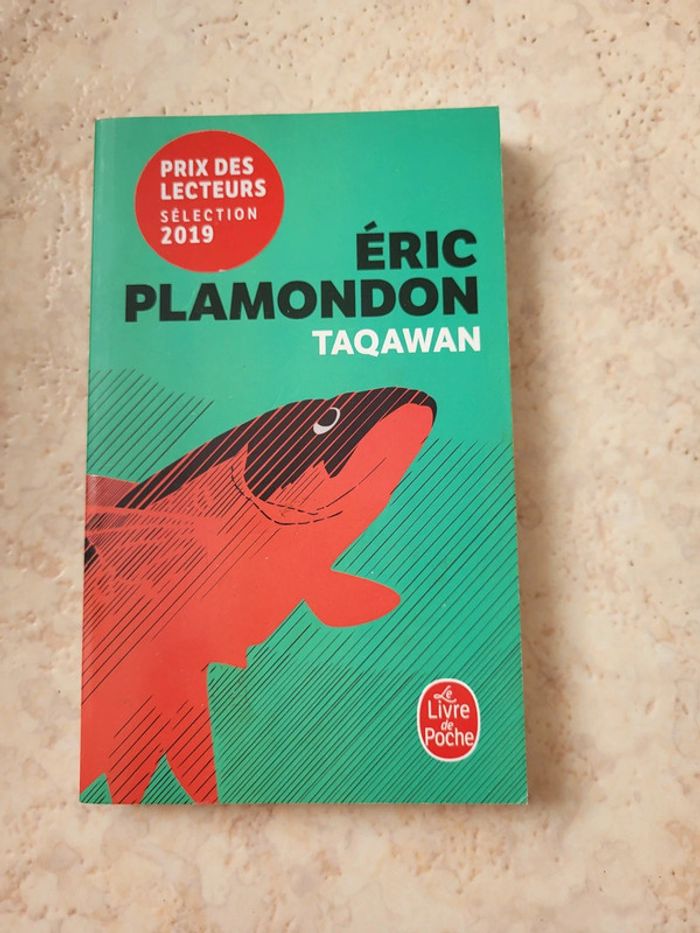 PRIX DES
LECTEURS
SÉLECTION
2019
ÉRIC
PLAMONDON
TAQAWAN
Le
Livre
de
Poche